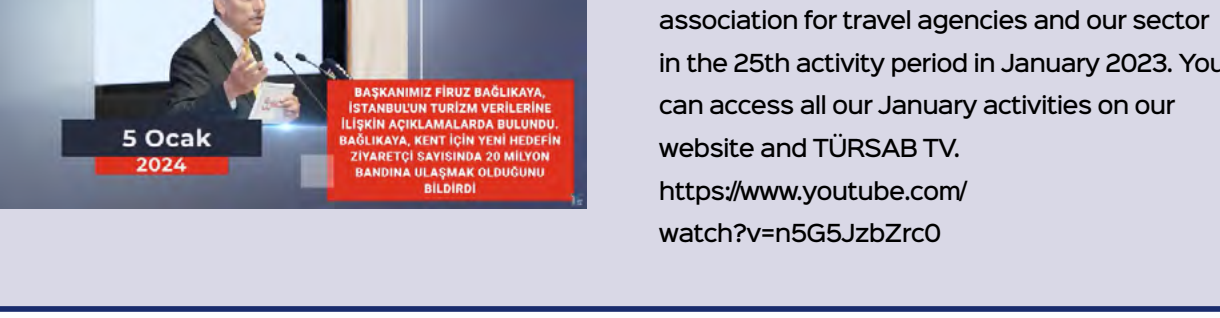 5 Ocak
2024
BAŞKANIMIZ FİRUZ BAĞLIKAYA,
İSTANBUL'UN TURİZM VERİLERİNE
İLİŞKİN AÇIKLAMALARDA BULUNDU.
BAĞLIKAYA, KENT İÇİN YENİ HEDEFİN
ZİYARETÇİ SAYISINDA 20 MİLYON
BANDINA ULAŞMAK OLDUĞUNU
BİLDİRDİ
association for travel agencies and our sector
in the 25th activity period in January 2023. You
can access all our January activities on our
website and TÜRSAB TV.
https://www.youtube.com/
watch?v=n5G5JzbZrc0